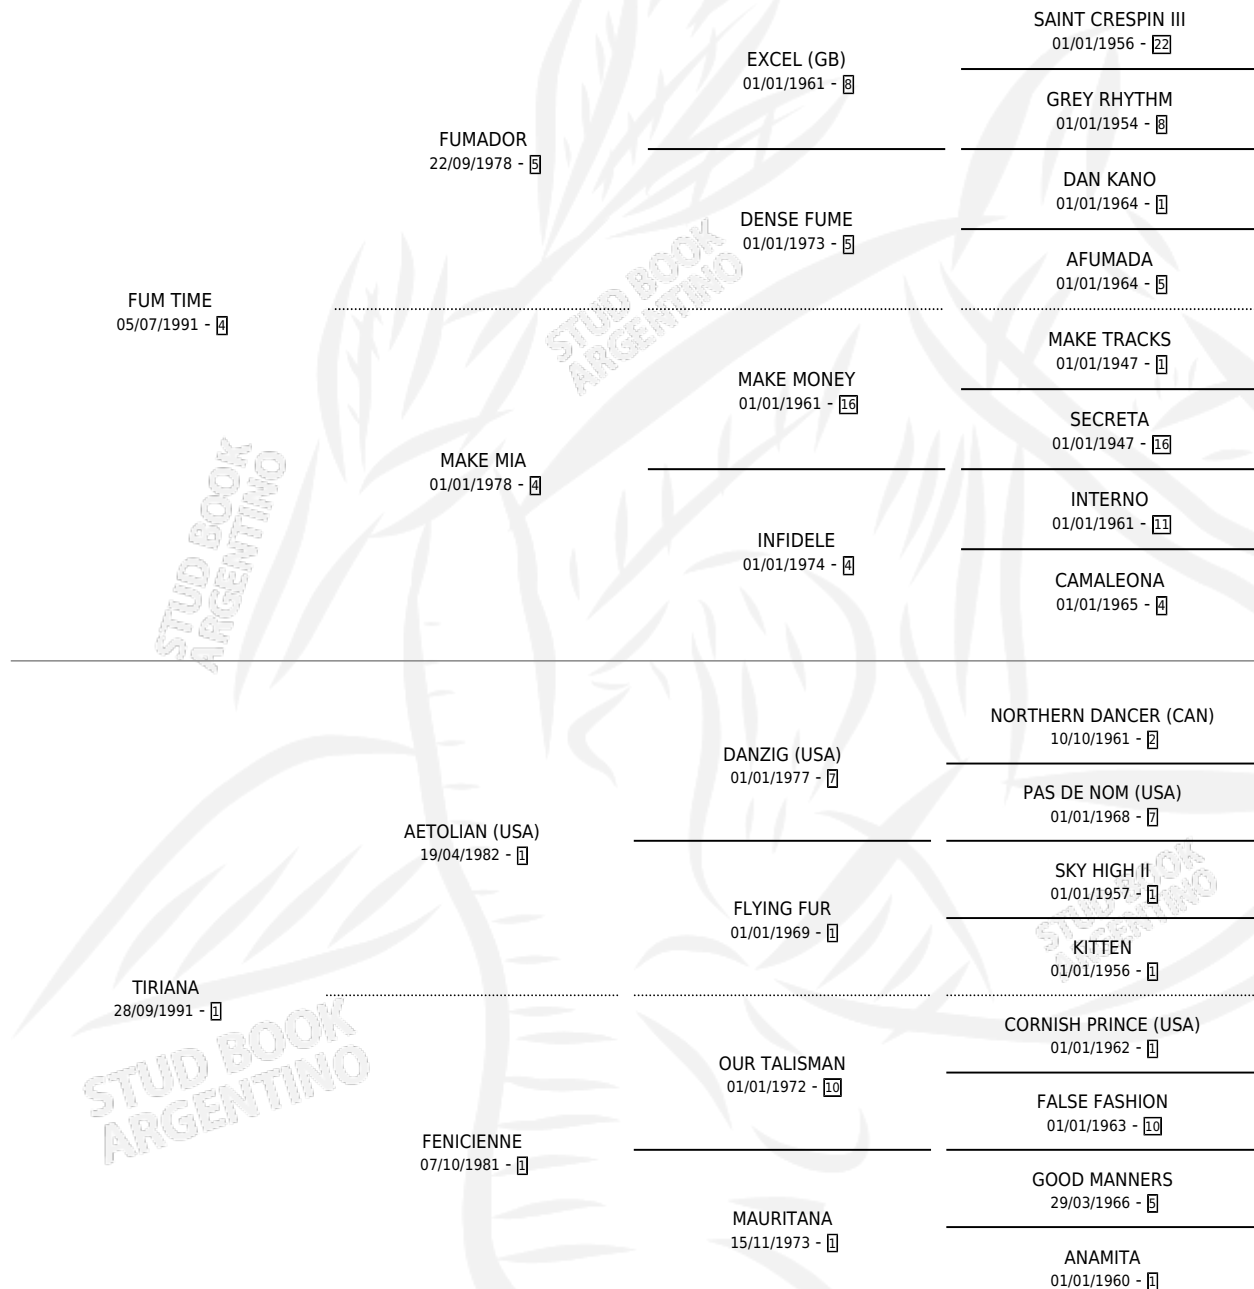 SAINT CRESPIN III
01/01/1956 - 22
EXCEL (GB)
01/01/1961 - 8
GREY RHYTHM
01/01/1954 - 8
FUMADOR
22/09/1978 - 5
DAN KANO
01/01/1964 - 1
DENSE FUME
01/01/1973 - 5
AFUMADA
01/01/1964 - 5
FUM TIME
05/07/1991 - 4
MAKE TRACKS
01/01/1947 - 1
MAKE MONEY
01/01/1961 - 16
SECRETA
01/01/1947 - 16
MAKE MIA
01/01/1978 - 4
INTERNO
01/01/1961 - 11
INFIDELE
01/01/1974 - 4
CAMALEONA
01/01/1965 - 4
NORTHERN DANCER (CAN)
10/10/1961 - 2
DANZIG (USA)
01/01/1977 - 7
PAS DE NOM (USA)
01/01/1968 - 7
AETOLIAN (USA)
19/04/1982 - 1
SKY HIGH II
01/01/1957 - 1
FLYING FUR
01/01/1969 - 1
KITTEN
01/01/1956 - 1
TIRIANA
28/09/1991 - 1
CORNISH PRINCE (USA)
01/01/1962 - 1
OUR TALISMAN
01/01/1972 - 10
FALSE FASHION
01/01/1963 - 10
FENICIENNE
07/10/1981 - 1
GOOD MANNERS
29/03/1966 - 5
MAURITANA
15/11/1973 - 1
ANAMITA
01/01/1960 - 1
STUD BOOK
ARGENTINO
STUD BOOK
ARGENTINO
STUD BOOK
ARGENTINO
STUD BOOK
ARGENTINO